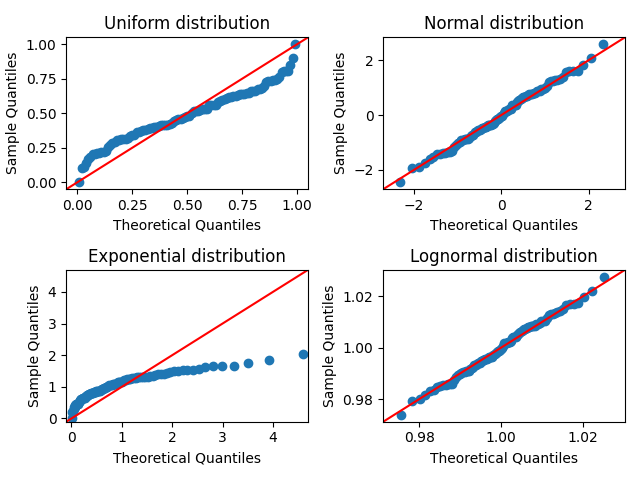 Uniform distribution
1.00
0.75
0.50
0.25
0.00
Sample Quantiles
0.00 0.25 0.50 0.75 1.00
Theoretical Quantiles
Normal distribution
2
0
−2
Sample Quantiles
−2 0 2
Theoretical Quantiles
Exponential distribution
4
3
2
1
0
Sample Quantiles
0 1 2 3 4
Theoretical Quantiles
Lognormal distribution
1.02
1.00
0.98
Sample Quantiles
0.98 1.00 1.02
Theoretical Quantiles